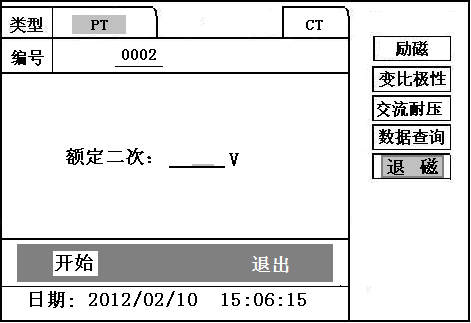 类型 PT CT
编号 0002
励磁
变比极性
交流耐压
数据查询
退 磁
额定二次: ____ V
开始 退出
日期: 2012/02/10 15:06:15